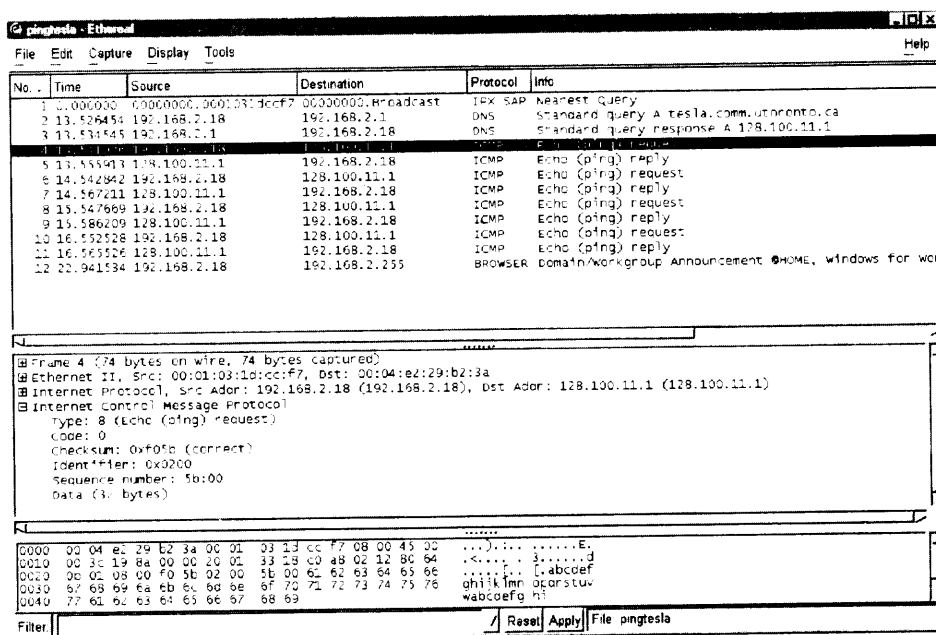 pingtesla - Ethereal
File Edit Capture Display Tools Help
No. . Time Source Destination Protocol Info
1 0.000000 00000000.0001031dccf7 00000000.Broadcast IPX SAP Nearest Query
2 13.526454 192.168.2.18 192.168.2.1 DNS Standard query A tesla.comm.utoronto.ca
3 13.534545 192.168.2.1 192.168.2.18 DNS Standard query response A 128.100.11.1
5 13.555913 128.100.11.1 192.168.2.18 ICMP Echo (ping) reply
6 14.542842 192.168.2.18 128.100.11.1 ICMP Echo (ping) request
7 14.567211 128.100.11.1 192.168.2.18 ICMP Echo (ping) reply
8 15.547669 192.168.2.18 128.100.11.1 ICMP Echo (ping) request
9 15.586209 128.100.11.1 192.168.2.18 ICMP Echo (ping) reply
10 16.552528 192.168.2.18 128.100.11.1 ICMP Echo (ping) request
11 16.565526 128.100.11.1 192.168.2.18 ICMP Echo (ping) reply
12 22.941534 192.168.2.18 192.168.2.255 BROWSER Domain/Workgroup Announcement @HOME, Windows for Wor
Frame 4 (74 bytes on wire, 74 bytes captured)
Ethernet II, Src: 00:01:03:1d:cc:f7, Dst: 00:04:e2:29:b2:3a
Internet Protocol, Src Addr: 192.168.2.18 (192.168.2.18), Dst Addr: 128.100.11.1 (128.100.11.1)
Internet Control Message Protocol
Type: 8 (Echo (ping) request)
Code: 0
Checksum: 0xf05b (correct)
Identifier: 0x0200
Sequence number: 5b:00
Data (32 bytes)
0000 00 04 e2 29 b2 3a 00 01 03 1d cc f7 08 00 45 00 ...).:.. ......E.
0010 00 3c 19 8a 00 00 20 01 33 18 c0 a8 02 12 80 64 .<.... . 3......d
0020 0b 01 08 00 f0 5b 02 00 5b 00 61 62 63 64 65 66 .....[.. [.abcdef
0030 67 68 69 6a 6b 6c 6d 6e 6f 70 71 72 73 74 75 76 ghijklmn opqrstuv
0040 77 61 62 63 64 65 66 67 68 69 wabcdefg hi
Filter: / Reset Apply File pingtesla